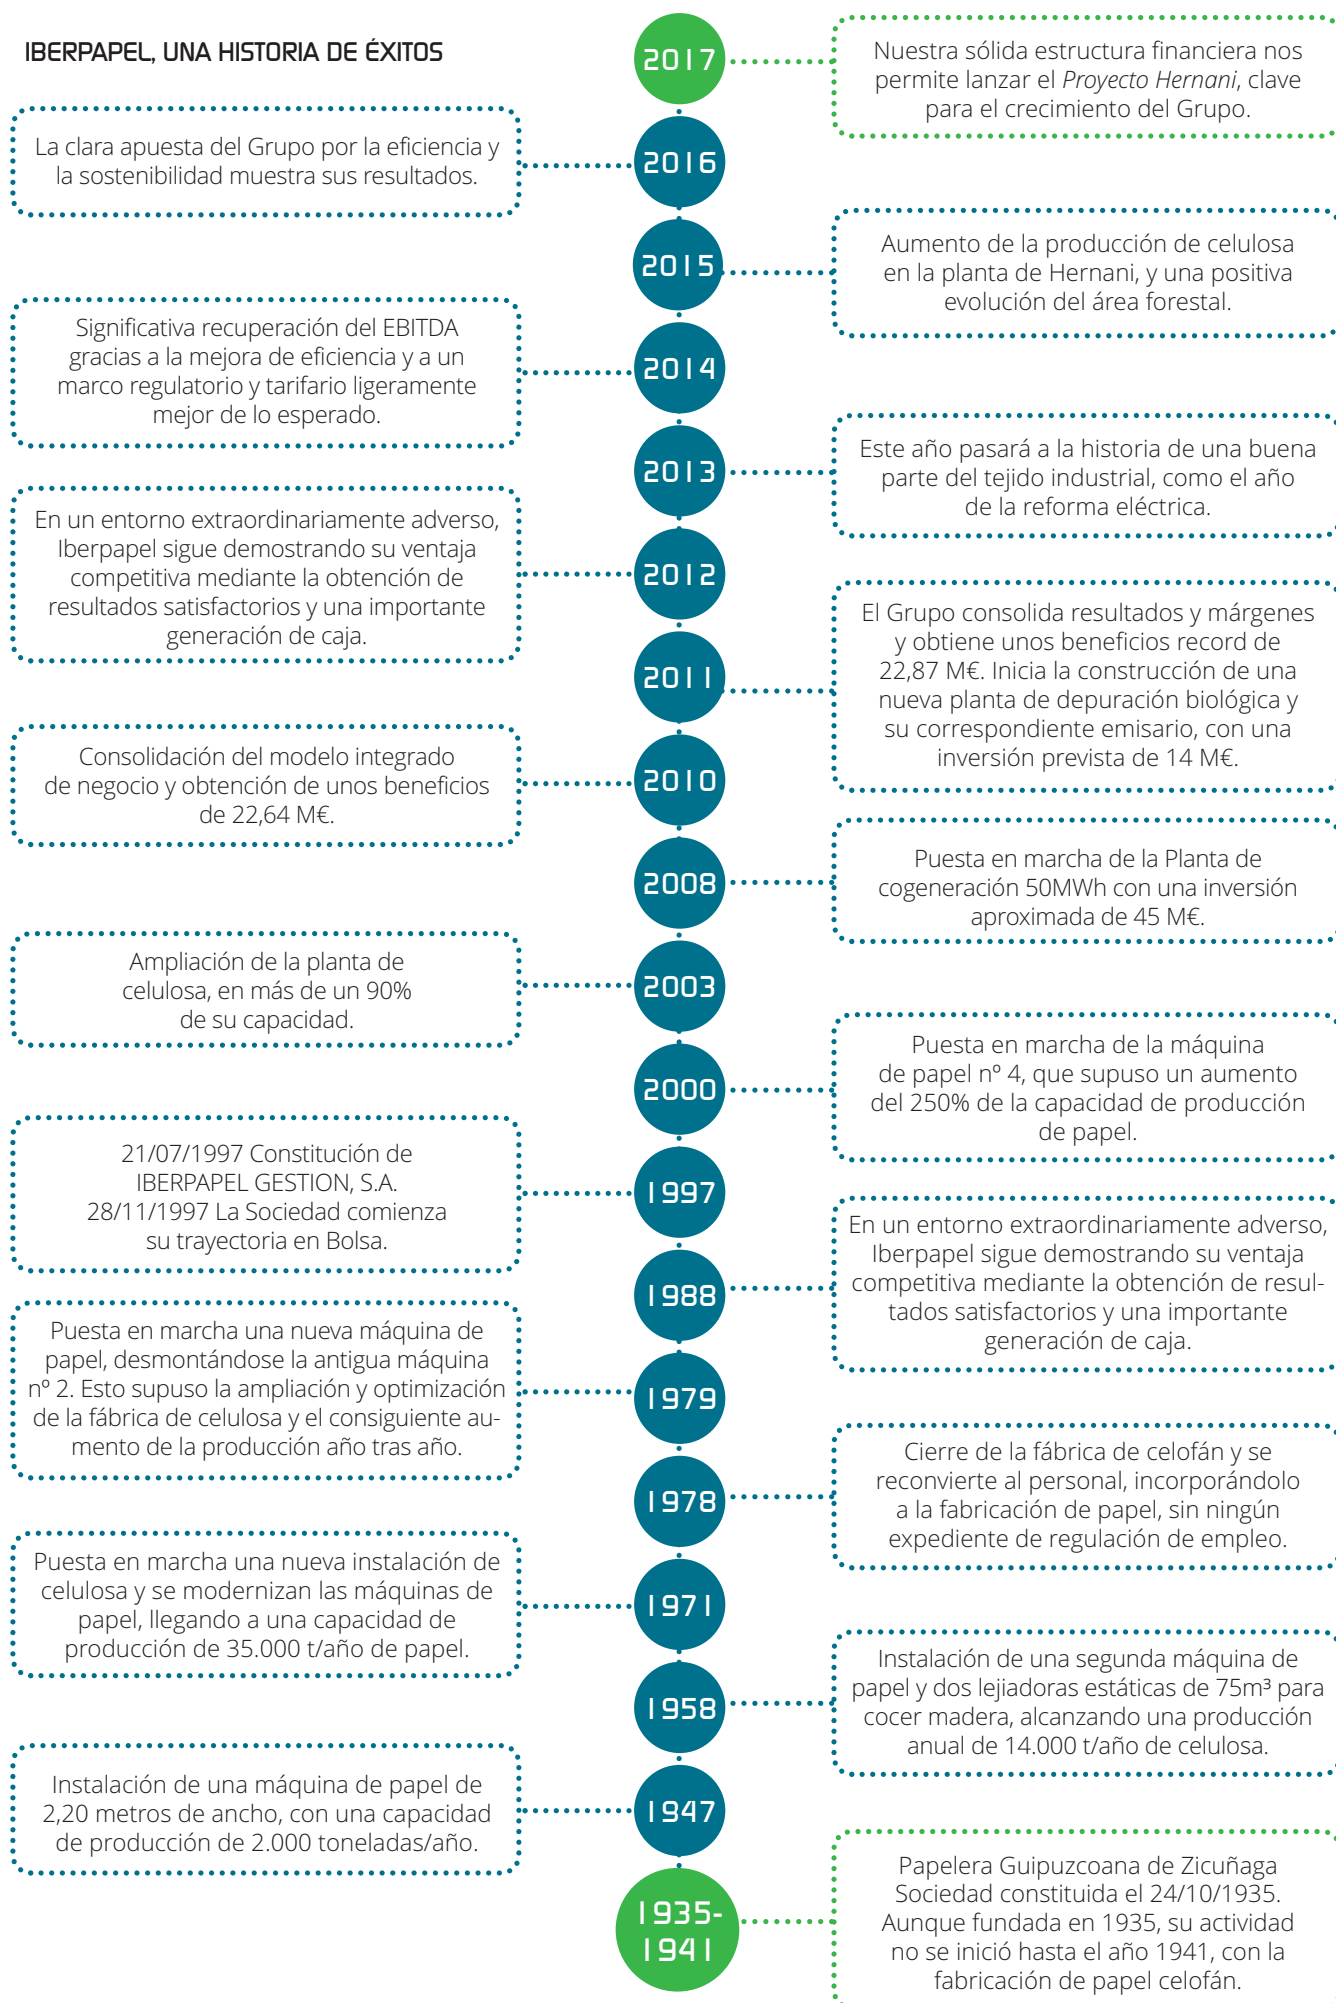 IBERPAPEL, UNA HISTORIA DE ÉXITOS
2017
Nuestra sólida estructura financiera nos
permite lanzar el Proyecto Hernani, clave
para el crecimiento del Grupo.
La clara apuesta del Grupo por la eficiencia y
la sostenibilidad muestra sus resultados.
2016
2015
Aumento de la producción de celulosa
en la planta de Hernani, y una positiva
evolución del área forestal.
Significativa recuperación del EBITDA
gracias a la mejora de eficiencia y a un
marco regulatorio y tarifario ligeramente
mejor de lo esperado.
2014
2013
Este año pasará a la historia de una buena
parte del tejido industrial, como el año
de la reforma eléctrica.
En un entorno extraordinariamente adverso,
Iberpapel sigue demostrando su ventaja
competitiva mediante la obtención de
resultados satisfactorios y una importante
generación de caja.
2012
2011
El Grupo consolida resultados y márgenes
y obtiene unos beneficios record de
22,87 M€. Inicia la construcción de una
nueva planta de depuración biológica y
su correspondiente emisario, con una
inversión prevista de 14 M€.
Consolidación del modelo integrado
de negocio y obtención de unos beneficios
de 22,64 M€.
2010
2008
Puesta en marcha de la Planta de
cogeneración 50MWh con una inversión
aproximada de 45 M€.
Ampliación de la planta de
celulosa, en más de un 90%
de su capacidad.
2003
2000
Puesta en marcha de la máquina
de papel nº 4, que supuso un aumento
del 250% de la capacidad de producción
de papel.
21/07/1997 Constitución de
IBERPAPEL GESTION, S.A.
28/11/1997 La Sociedad comienza
su trayectoria en Bolsa.
1997
1988
En un entorno extraordinariamente adverso,
Iberpapel sigue demostrando su ventaja
competitiva mediante la obtención de resul-
tados satisfactorios y una importante
generación de caja.
Puesta en marcha una nueva máquina de
papel, desmontándose la antigua máquina
nº 2. Esto supuso la ampliación y optimización
de la fábrica de celulosa y el consiguiente au-
mento de la producción año tras año.
1979
1978
Cierre de la fábrica de celofán y se
reconvierte al personal, incorporándolo
a la fabricación de papel, sin ningún
expediente de regulación de empleo.
Puesta en marcha una nueva instalación de
celulosa y se modernizan las máquinas de
papel, llegando a una capacidad de
producción de 35.000 t/año de papel.
1971
1958
Instalación de una segunda máquina de
papel y dos lejiadoras estáticas de 75m³ para
cocer madera, alcanzando una producción
anual de 14.000 t/año de celulosa.
Instalación de una máquina de papel de
2,20 metros de ancho, con una capacidad
de producción de 2.000 toneladas/año.
1947
1935-
1941
Papelera Guipuzcoana de Zicuñaga
Sociedad constituida el 24/10/1935.
Aunque fundada en 1935, su actividad
no se inició hasta el año 1941, con la
fabricación de papel celofán.